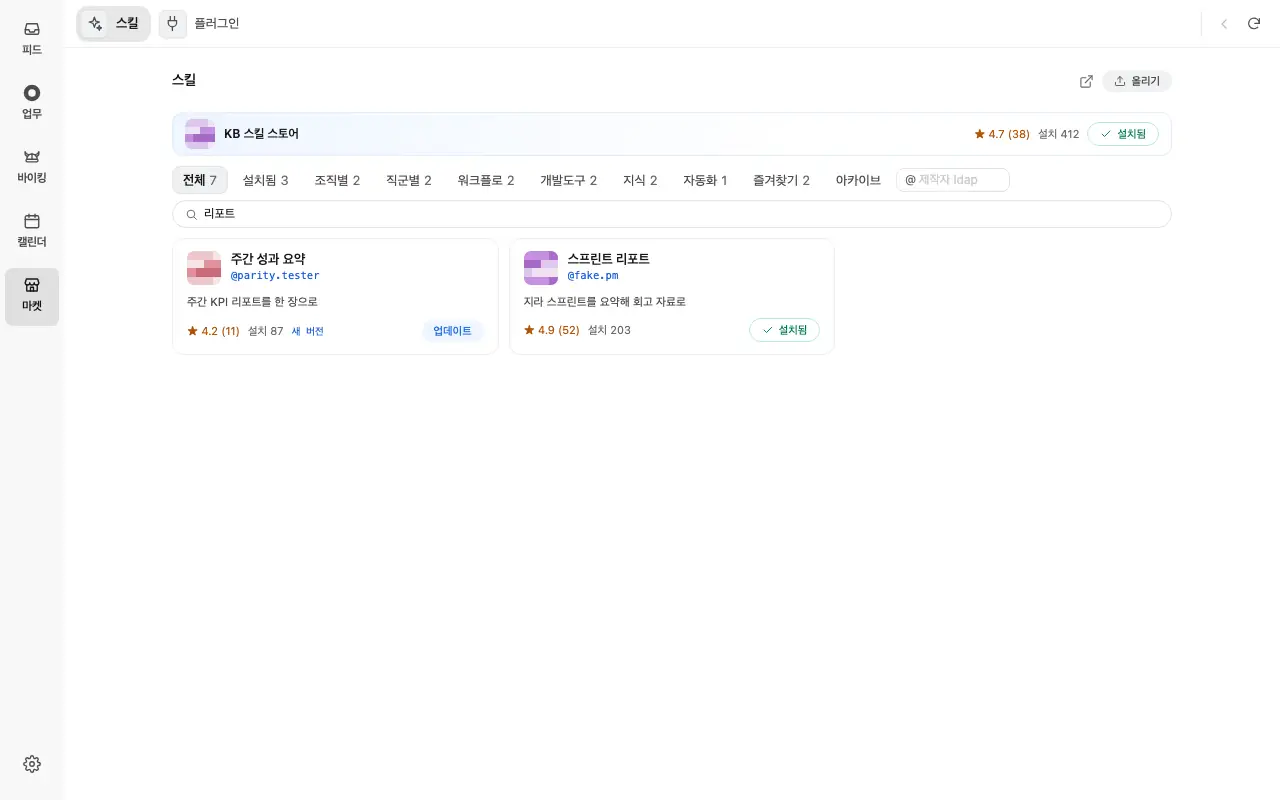 스킬
플러그인
피드
업무
바이킹
캘린더
마켓
스킬
올리기
KB 스킬 스토어
★ 4.7 (38) 설치 412 설치됨
전체 7 설치됨 3 조직별 2 직군별 2 워크플로 2 개발도구 2 지식 2 자동화 1 즐겨찾기 2 아카이브 @ 제작자 ldap
리포트
주간 성과 요약
@parity.tester
주간 KPI 리포트를 한 장으로
★ 4.2 (11) 설치 87 새 버전 업데이트
스프린트 리포트
@fake.pm
지라 스프린트를 요약해 회고 자료로
★ 4.9 (52) 설치 203 설치됨